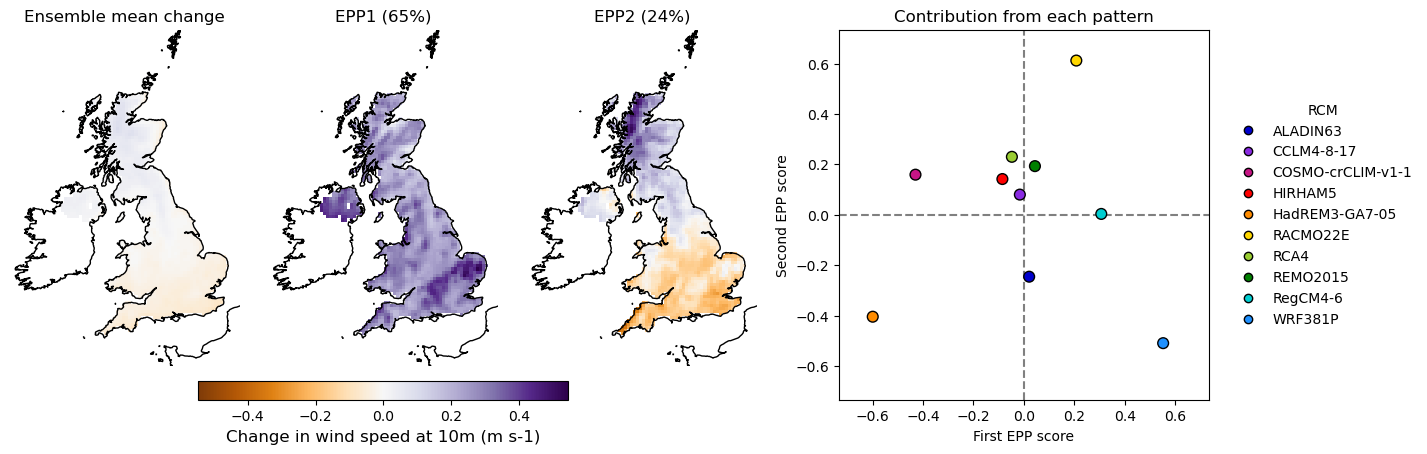 Ensemble mean change
EPP1 (65%)
EPP2 (24%)
−0.4 −0.2 0.0 0.2 0.4
Change in wind speed at 10m (m s-1)
Contribution from each pattern
Second EPP score
0.6
0.4
0.2
0.0
−0.2
−0.4
−0.6
−0.6 −0.4 −0.2 0.0 0.2 0.4 0.6
First EPP score
RCM
ALADIN63
CCLM4-8-17
COSMO-crCLIM-v1-1
HIRHAM5
HadREM3-GA7-05
RACMO22E
RCA4
REMO2015
RegCM4-6
WRF381P